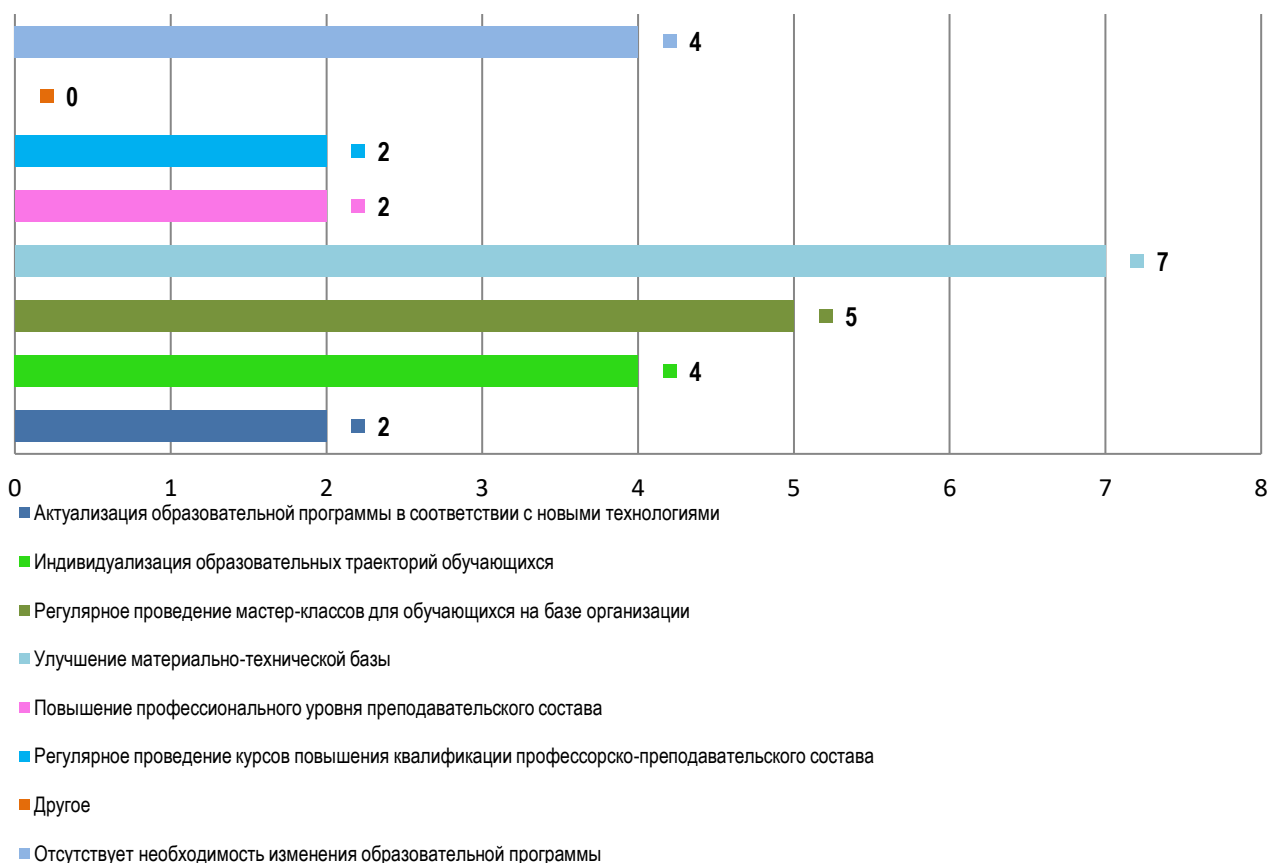 4
0
2
2
7
5
4
2
0 1 2 3 4 5 6 7 8
Актуализация образовательной программы в соответствии с новыми технологиями
Индивидуализация образовательных траекторий обучающихся
Регулярное проведение мастер-классов для обучающихся на базе организации
Улучшение материально-технической базы
Повышение профессионального уровня преподавательского состава
Регулярное проведение курсов повышения квалификации профессорско-преподавательского состава
Другое
Отсутствует необходимость изменения образовательной программы